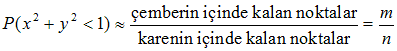 P(x² + y² < 1) ≈ çemberin içinde kalan noktalar / karenin içinde kalan noktalar = m / n